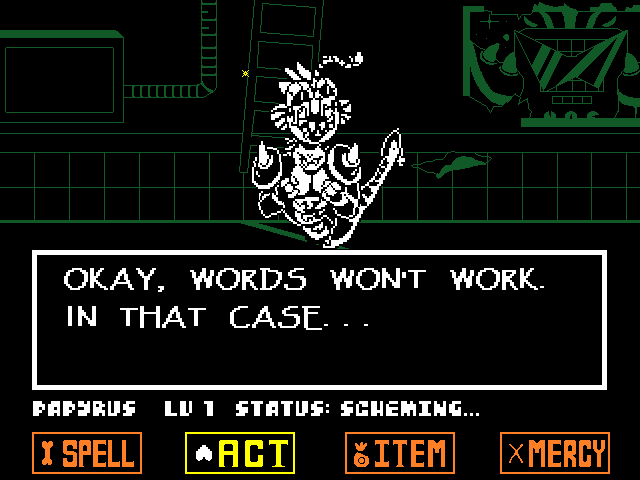 OKAY, WORDS WON'T WORK.
IN THAT CASE...
PAPYRUS LV 1 STATUS: SCHEMING...
SPELL ACT ITEM MERCY